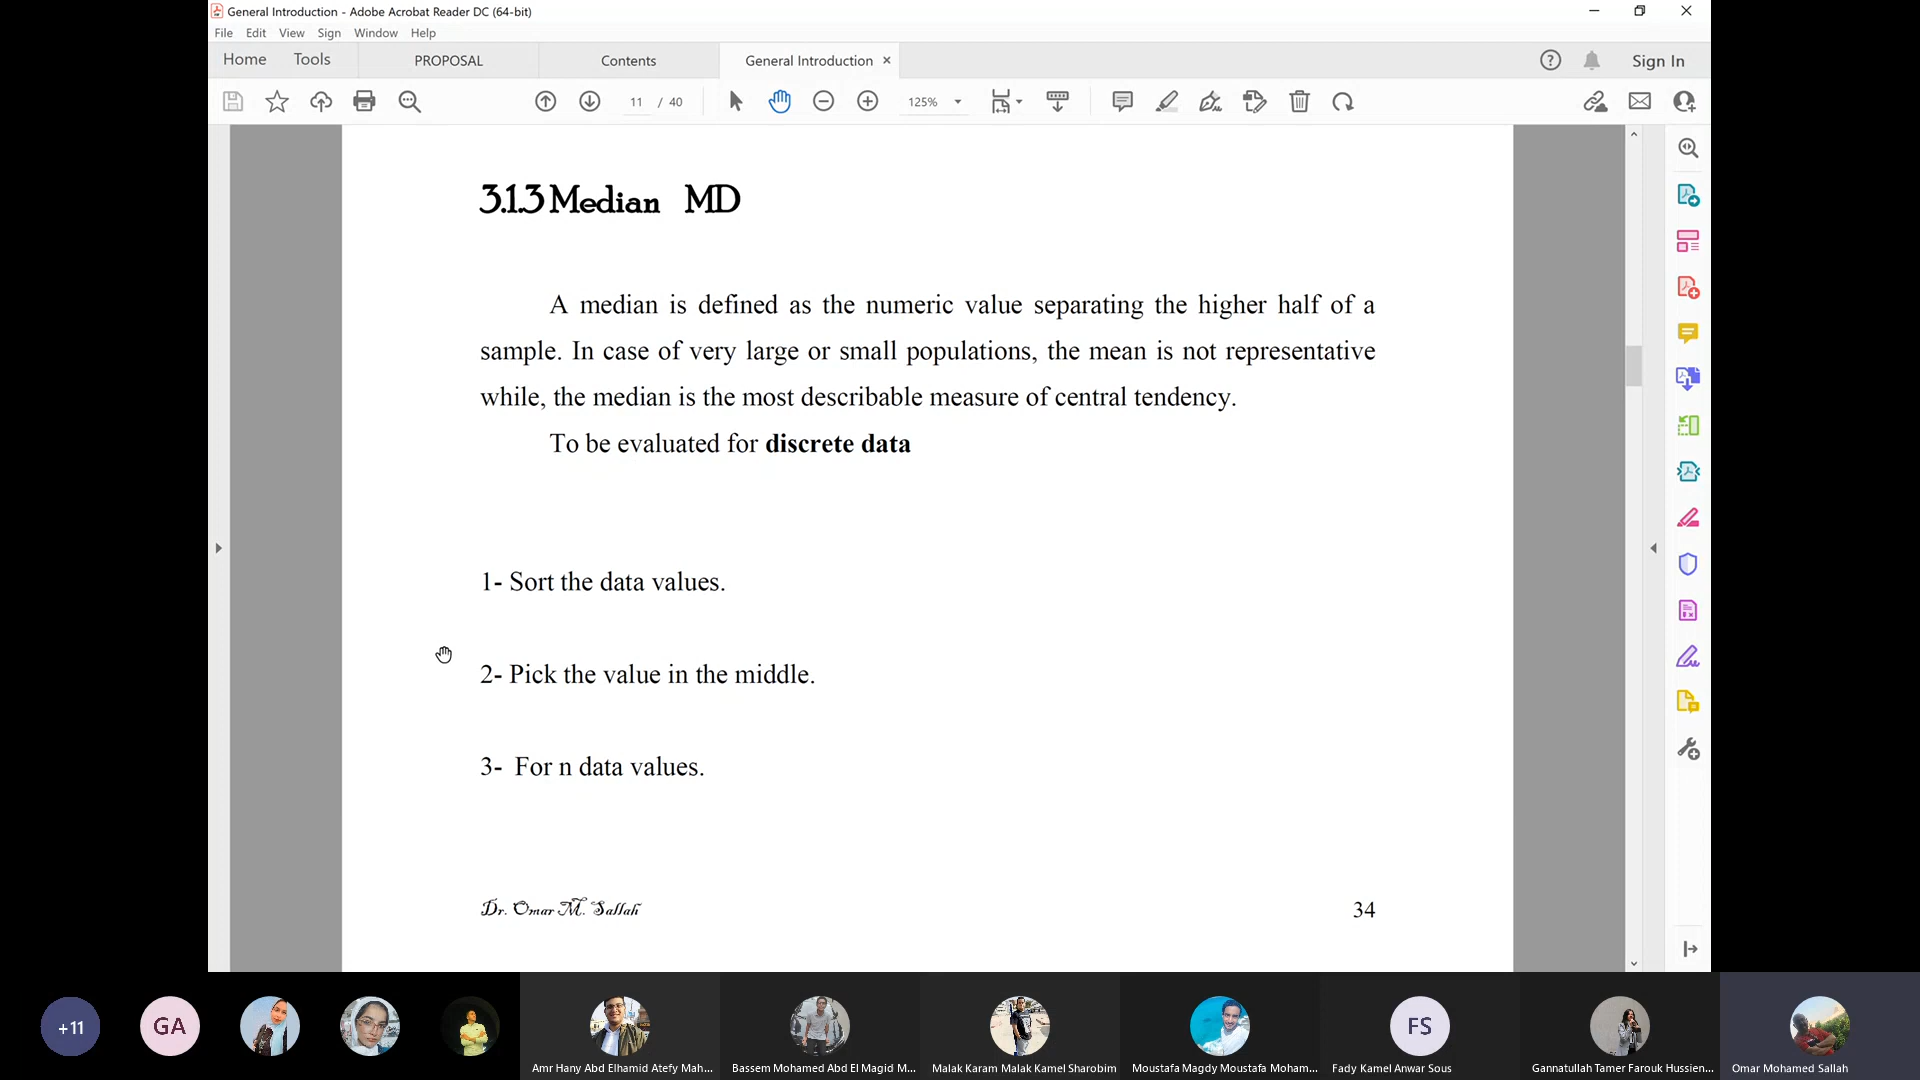 General Introduction - Adobe Acrobat Reader DC (64-bit)
File Edit View Sign Window Help
Home Tools PROPOSAL Contents General Introduction × Sign In
11 / 40 125%
3.1.3 Median MD
A median is defined as the numeric value separating the higher half of a
sample. In case of very large or small populations, the mean is not representative
while, the median is the most describable measure of central tendency.
To be evaluated for discrete data
1- Sort the data values.
2- Pick the value in the middle.
3- For n data values.
Dr. Omar M. Sallah 34
+11 GA FS
Amr Hany Abd Elhamid Atefy Mah... Bassem Mohamed Abd El Magid M... Malak Karam Malak Kamel Sharobim Moustafa Magdy Moustafa Moham... Fady Kamel Anwar Sous Gannatullah Tamer Farouk Hussien... Omar Mohamed Sallah